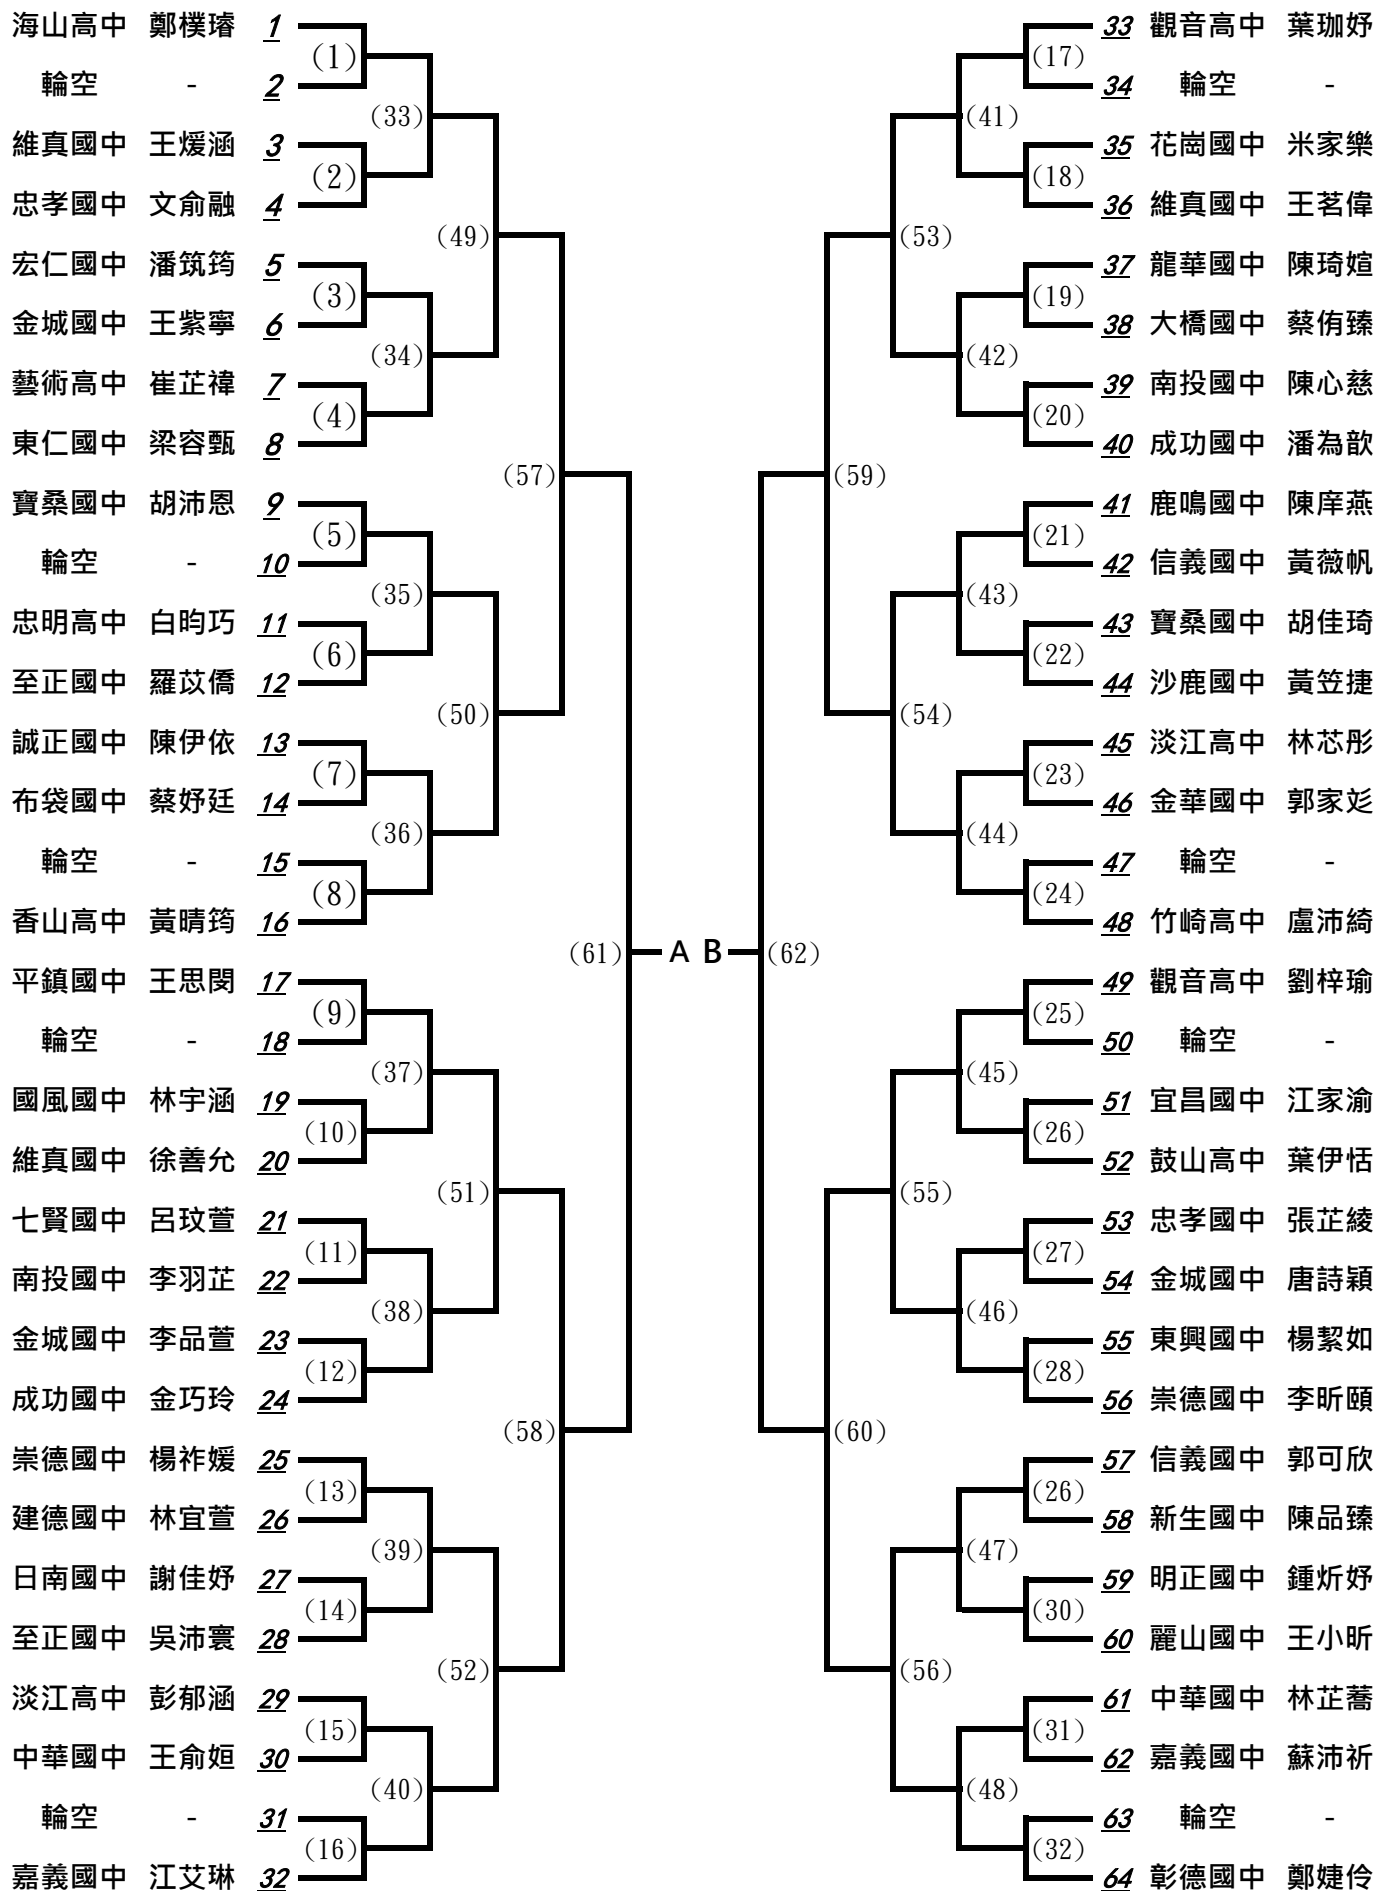 海山高中 鄭樸璿 1
(1)
輪空 - 2
(33)
維真國中 王煖涵 3
(2)
忠孝國中 文俞融 4
(49)
宏仁國中 潘筑筠 5
(3)
金城國中 王紫寧 6
(34)
藝術高中 崔芷褘 7
(4)
東仁國中 梁容甄 8
(57)
寶桑國中 胡沛恩 9
(5)
輪空 - 10
(35)
忠明高中 白昀巧 11
(6)
至正國中 羅苡僑 12
(50)
誠正國中 陳伊依 13
(7)
布袋國中 蔡妤廷 14
(36)
輪空 - 15
(8)
香山高中 黃晴筠 16
(61) A
平鎮國中 王思閔 17
(9)
輪空 - 18
(37)
國風國中 林宇涵 19
(10)
維真國中 徐善允 20
(51)
七賢國中 呂玟萱 21
(11)
南投國中 李羽芷 22
(38)
金城國中 李品萱 23
(12)
成功國中 金巧玲 24
(58)
崇德國中 楊祚媛 25
(13)
建德國中 林宜萱 26
(39)
日南國中 謝佳妤 27
(14)
至正國中 吳沛寰 28
(52)
淡江高中 彭郁涵 29
(15)
中華國中 王俞姮 30
(40)
輪空 - 31
(16)
嘉義國中 江艾琳 32
33 觀音高中 葉珈妤
(17)
34 輪空 -
(41)
35 花崗國中 米家樂
(18)
36 維真國中 王茗偉
(53)
37 龍華國中 陳琦媗
(19)
38 大橋國中 蔡侑臻
(42)
39 南投國中 陳心慈
(20)
40 成功國中 潘為歆
(59)
41 鹿鳴國中 陳庠燕
(21)
42 信義國中 黃薇帆
(43)
43 寶桑國中 胡佳琦
(22)
44 沙鹿國中 黃笠捷
(54)
45 淡江高中 林芯彤
(23)
46 金華國中 郭家彣
(44)
47 輪空 -
(24)
48 竹崎高中 盧沛綺
B (62)
49 觀音高中 劉梓瑜
(25)
50 輪空 -
(45)
51 宜昌國中 江家渝
(26)
52 鼓山高中 葉伊恬
(55)
53 忠孝國中 張芷綾
(27)
54 金城國中 唐詩穎
(46)
55 東興國中 楊絜如
(28)
56 崇德國中 李昕頤
(60)
57 信義國中 郭可欣
(26)
58 新生國中 陳品臻
(47)
59 明正國中 鍾炘妤
(30)
60 麗山國中 王小昕
(56)
61 中華國中 林芷蕎
(31)
62 嘉義國中 蘇沛祈
(48)
63 輪空 -
(32)
64 彰德國中 鄭婕伶